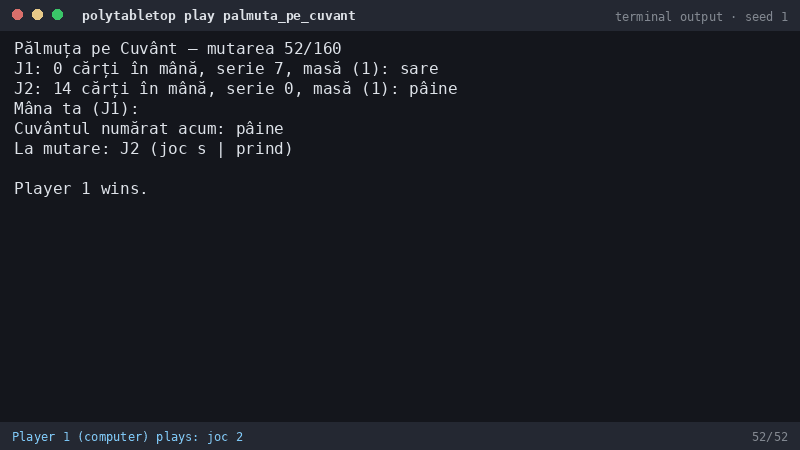 polytabletop play palmuta_pe_cuvant
terminal output · seed 1
Pălmuța pe Cuvânt — mutarea 52/160
J1: 0 cărți în mână, serie 7, masă (1): sare
J2: 14 cărți în mână, serie 0, masă (1): pâine
Mâna ta (J1):
Cuvântul numărat acum: pâine
La mutare: J2 (joc s | prind)
Player 1 wins.
Player 1 (computer) plays: joc 2
52/52